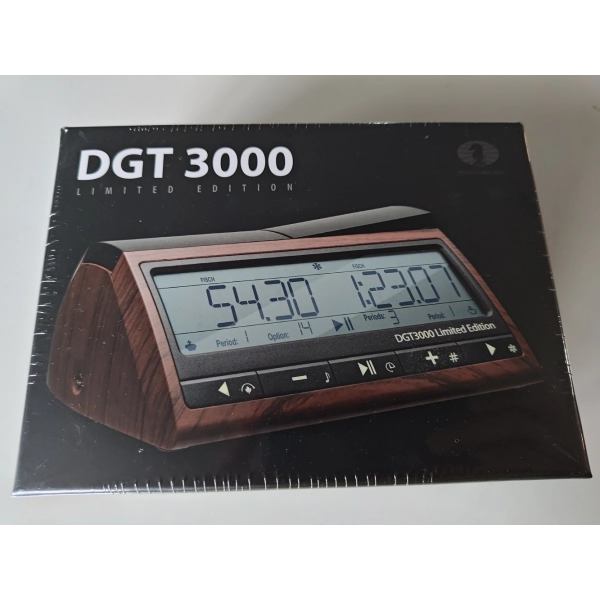 DGT 3000
LIMITED EDITION
FISCH FISCH
54.30 1:23.07
Period: 1 Option: 14 Periods: 3 Period: 1
DGT3000 Limited Edition